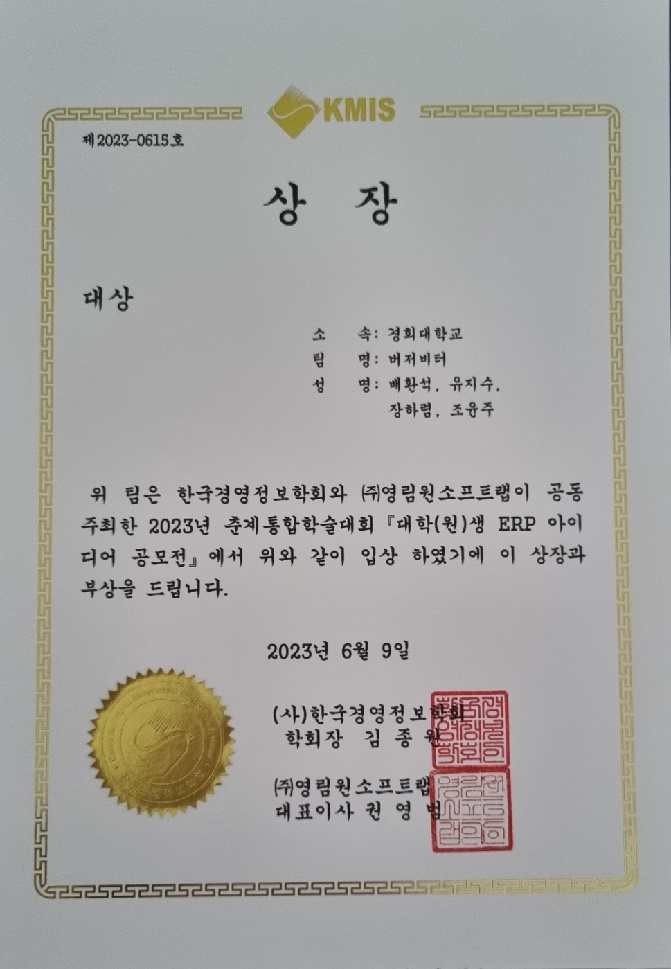 KMIS
제2023-0615호
상 장
대상
소 속: 경희대학교
팀 명: 버저비터
성 명: 배환석, 유지수,
장하렴, 조윤주
위 팀은 한국경영정보학회와 ㈜영림원소프트랩이 공동
주최한 2023년 춘계통합학술대회 『대학(원)생 ERP 아이
디어 공모전』에서 위와 같이 입상 하였기에 이 상장과
부상을 드립니다.
2023년 6월 9일
(사)한국경영정보학회
학회장 김 종 원
㈜영림원소프트랩
대표이사 권 영 범